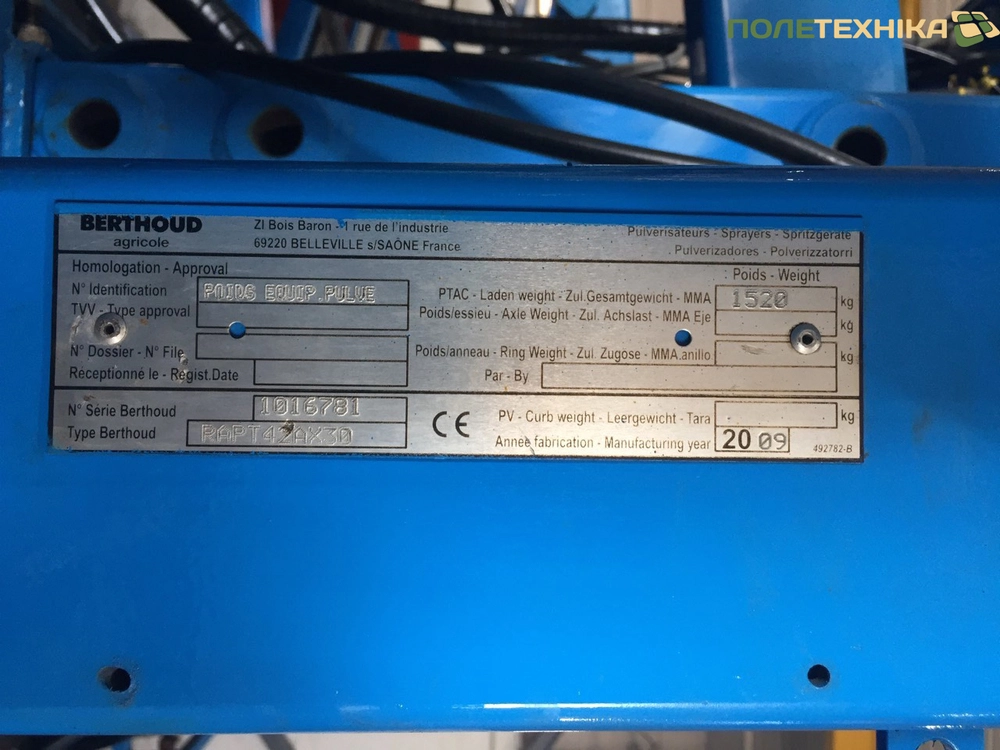 ПОЛЕТЕХНІКА
BERTHOUD
agricole
ZI Bois Baron - 1 rue de l'industrie
69220 BELLEVILLE s/SAÔNE France
Pulvérisateurs - Sprayers - Spritzgeräte
Pulverizadores - Polverizzatorri
Homologation - Approval
N° Identification POIDS EQUIP.PULVE
TVV - Type approval
N° Dossier - N° File
Réceptionné le - Regist.Date
N° Série Berthoud 1016781
Type Berthoud RAPT42AX30
CE
Poids - Weight
PTAC - Laden weight - Zul.Gesamtgewicht - MMA 1520 kg
Poids/essieu - Axle Weight - Zul. Achslast - MMA Eje kg
Poids/anneau - Ring Weight - Zul. Zugose - MMA.anillo kg
Par - By
PV - Curb weight - Leergewicht - Tara kg
Année fabrication - Manufacturing year 20 09
492782-B